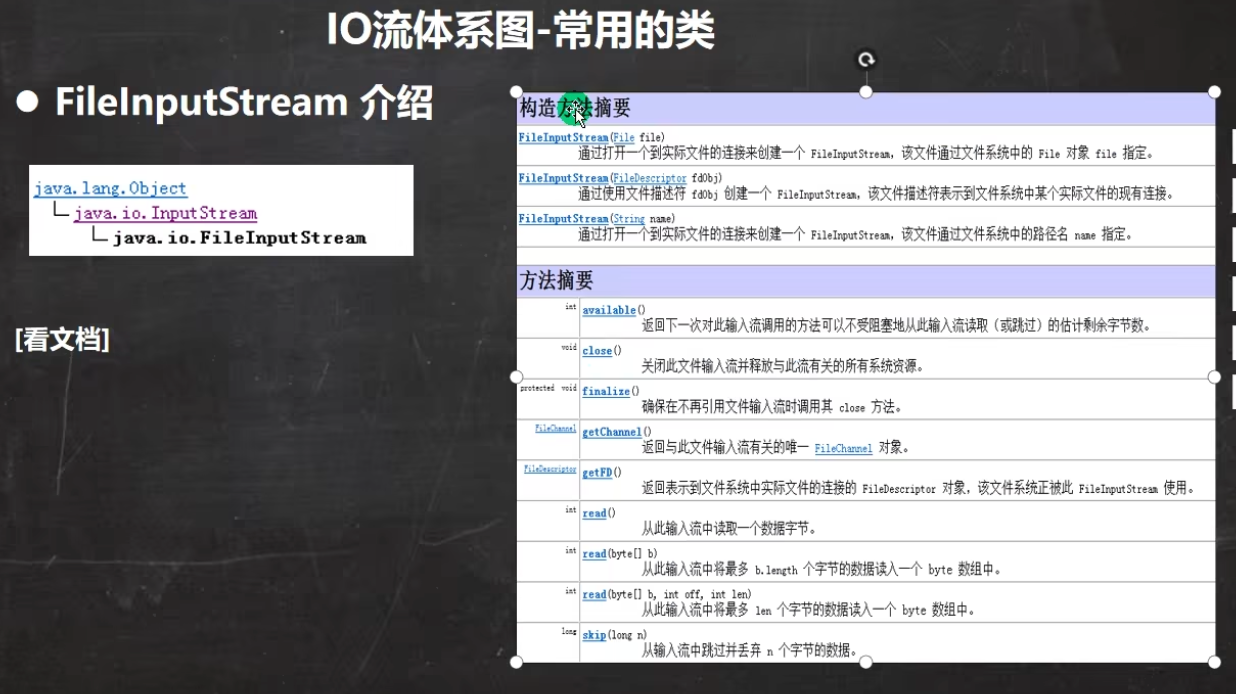 IO流体系图-常用的类
● FileInputStream 介绍
java.lang.Object
java.io.InputStream
java.io.FileInputStream
[看文档]
构造方法摘要
FileInputStream(File file)
通过打开一个到实际文件的连接来创建一个 FileInputStream，该文件通过文件系统中的 File 对象 file 指定。
FileInputStream(FileDescriptor fdObj)
通过使用文件描述符 fdObj 创建一个 FileInputStream，该文件描述符表示到文件系统中某个实际文件的现有连接。
FileInputStream(String name)
通过打开一个到实际文件的连接来创建一个 FileInputStream，该文件通过文件系统中的路径名 name 指定。
方法摘要
int available()
返回下一次对此输入流调用的方法可以不受阻塞地从此输入流读取（或跳过）的估计剩余字节数。
void close()
关闭此文件输入流并释放与此流有关的所有系统资源。
protected void finalize()
确保在不再引用文件输入流时调用其 close 方法。
FileChannel getChannel()
返回与此文件输入流有关的唯一 FileChannel 对象。
FileDescriptor getFD()
返回表示到文件系统中实际文件的连接的 FileDescriptor 对象，该文件系统正被此 FileInputStream 使用。
int read()
从此输入流中读取一个数据字节。
int read(byte[] b)
从此输入流中将最多 b.length 个字节的数据读入一个 byte 数组中。
int read(byte[] b, int off, int len)
从此输入流中将最多 len 个字节的数据读入一个 byte 数组中。
long skip(long n)
从输入流中跳过并丢弃 n 个字节的数据。